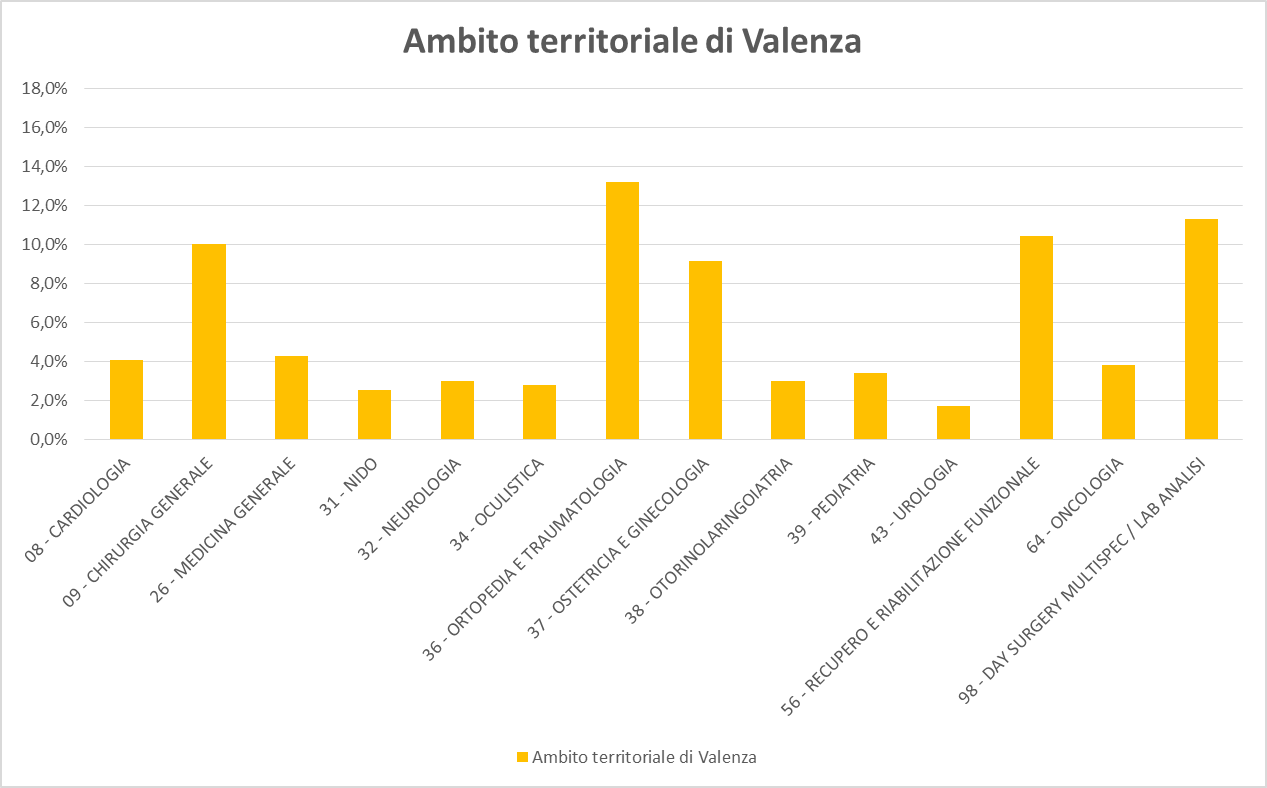 Ambito territoriale di Valenza
18,0%
16,0%
14,0%
12,0%
10,0%
8,0%
6,0%
4,0%
2,0%
0,0%
08 - CARDIOLOGIA
09 - CHIRURGIA GENERALE
26 - MEDICINA GENERALE
31 - NIDO
32 - NEUROLOGIA
34 - OCULISTICA
36 - ORTOPEDIA E TRAUMATOLOGIA
37 - OSTETRICIA E GINECOLOGIA
38 - OTORINOLARINGOIATRIA
39 - PEDIATRIA
43 - UROLOGIA
56 - RECUPERO E RIABILITAZIONE FUNZIONALE
64 - ONCOLOGIA
98 - DAY SURGERY MULTISPEC / LAB ANALISI
Ambito territoriale di Valenza